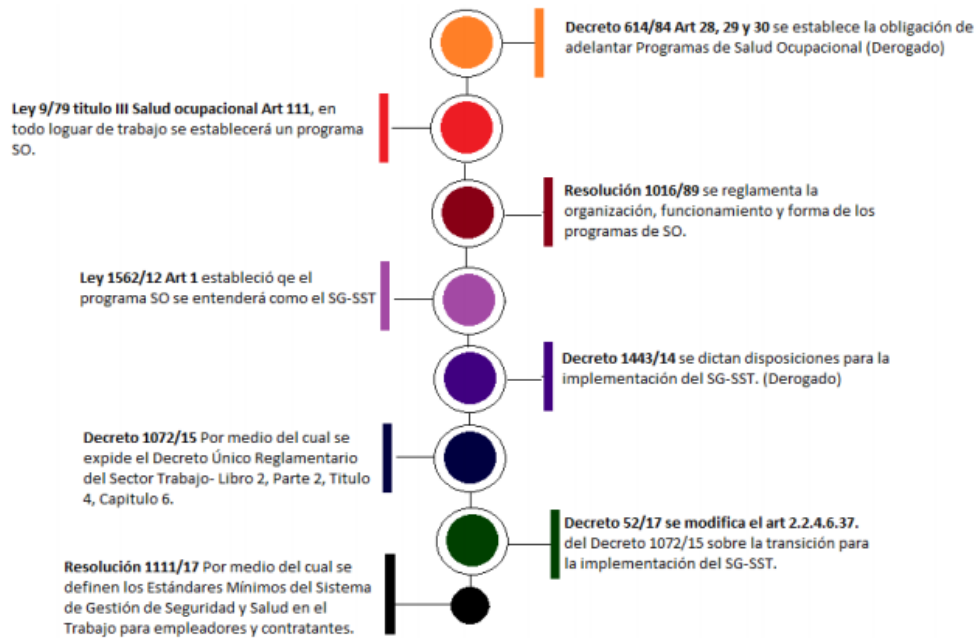 Decreto 614/84 Art 28, 29 y 30 se establece la obligación de
adelantar Programas de Salud Ocupacional (Derogado)
Ley 9/79 titulo III Salud ocupacional Art 111, en
todo loguar de trabajo se establecerá un programa
SO.
Resolución 1016/89 se reglamenta la
organización, funcionamiento y forma de los
programas de SO.
Ley 1562/12 Art 1 estableció qe el
programa SO se entenderá como el SG-SST
Decreto 1443/14 se dictan disposiciones para la
implementación del SG-SST. (Derogado)
Decreto 1072/15 Por medio del cual se
expide el Decreto Único Reglamentario
del Sector Trabajo- Libro 2, Parte 2, Titulo
4, Capitulo 6.
Decreto 52/17 se modifica el art 2.2.4.6.37.
del Decreto 1072/15 sobre la transición para
la implementación del SG-SST.
Resolución 1111/17 Por medio del cual se
definen los Estándares Mínimos del Sistema
de Gestión de Seguridad y Salud en el
Trabajo para empleadores y contratantes.